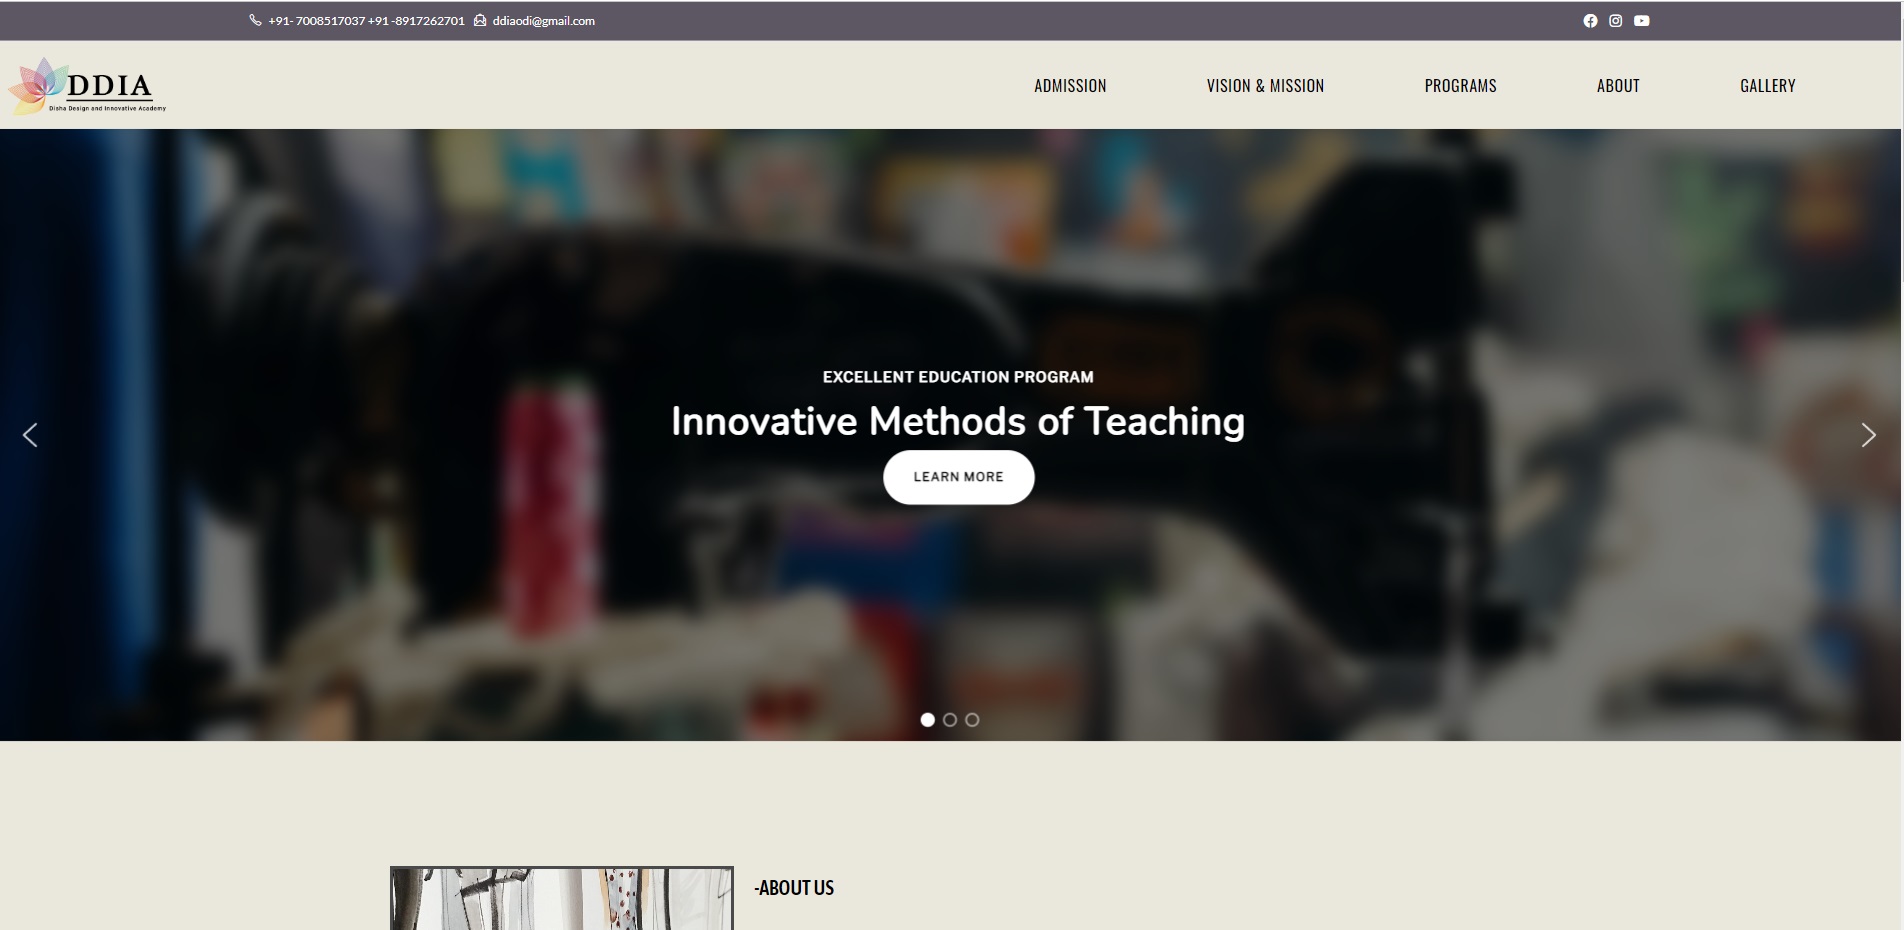 +91- 7008517037 +91 -8917262701 ddiaodi@gmail.com
DDIA
Disha Design and Innovative Academy
ADMISSION VISION & MISSION PROGRAMS ABOUT GALLERY
EXCELLENT EDUCATION PROGRAM
Innovative Methods of Teaching
LEARN MORE
-ABOUT US